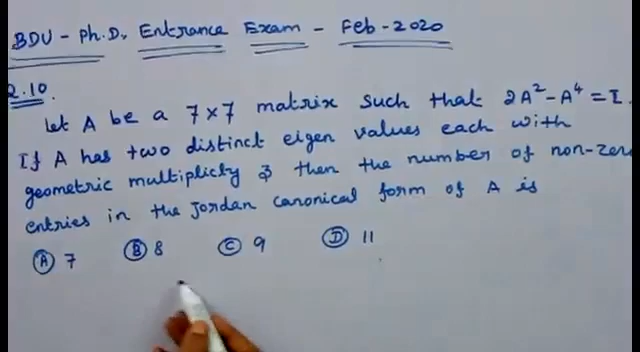 BDU - Ph.D. Entrance Exam - Feb - 2020
2.10.
Let A be a 7×7 matrix such that 2A² - A⁴ = I.
If A has two distinct eigen values each with
geometric multiplicty 3 then the number of non-zero
entries in the Jordan canonical form of A is
Ⓐ 7 Ⓑ 8 Ⓒ 9 Ⓓ 11